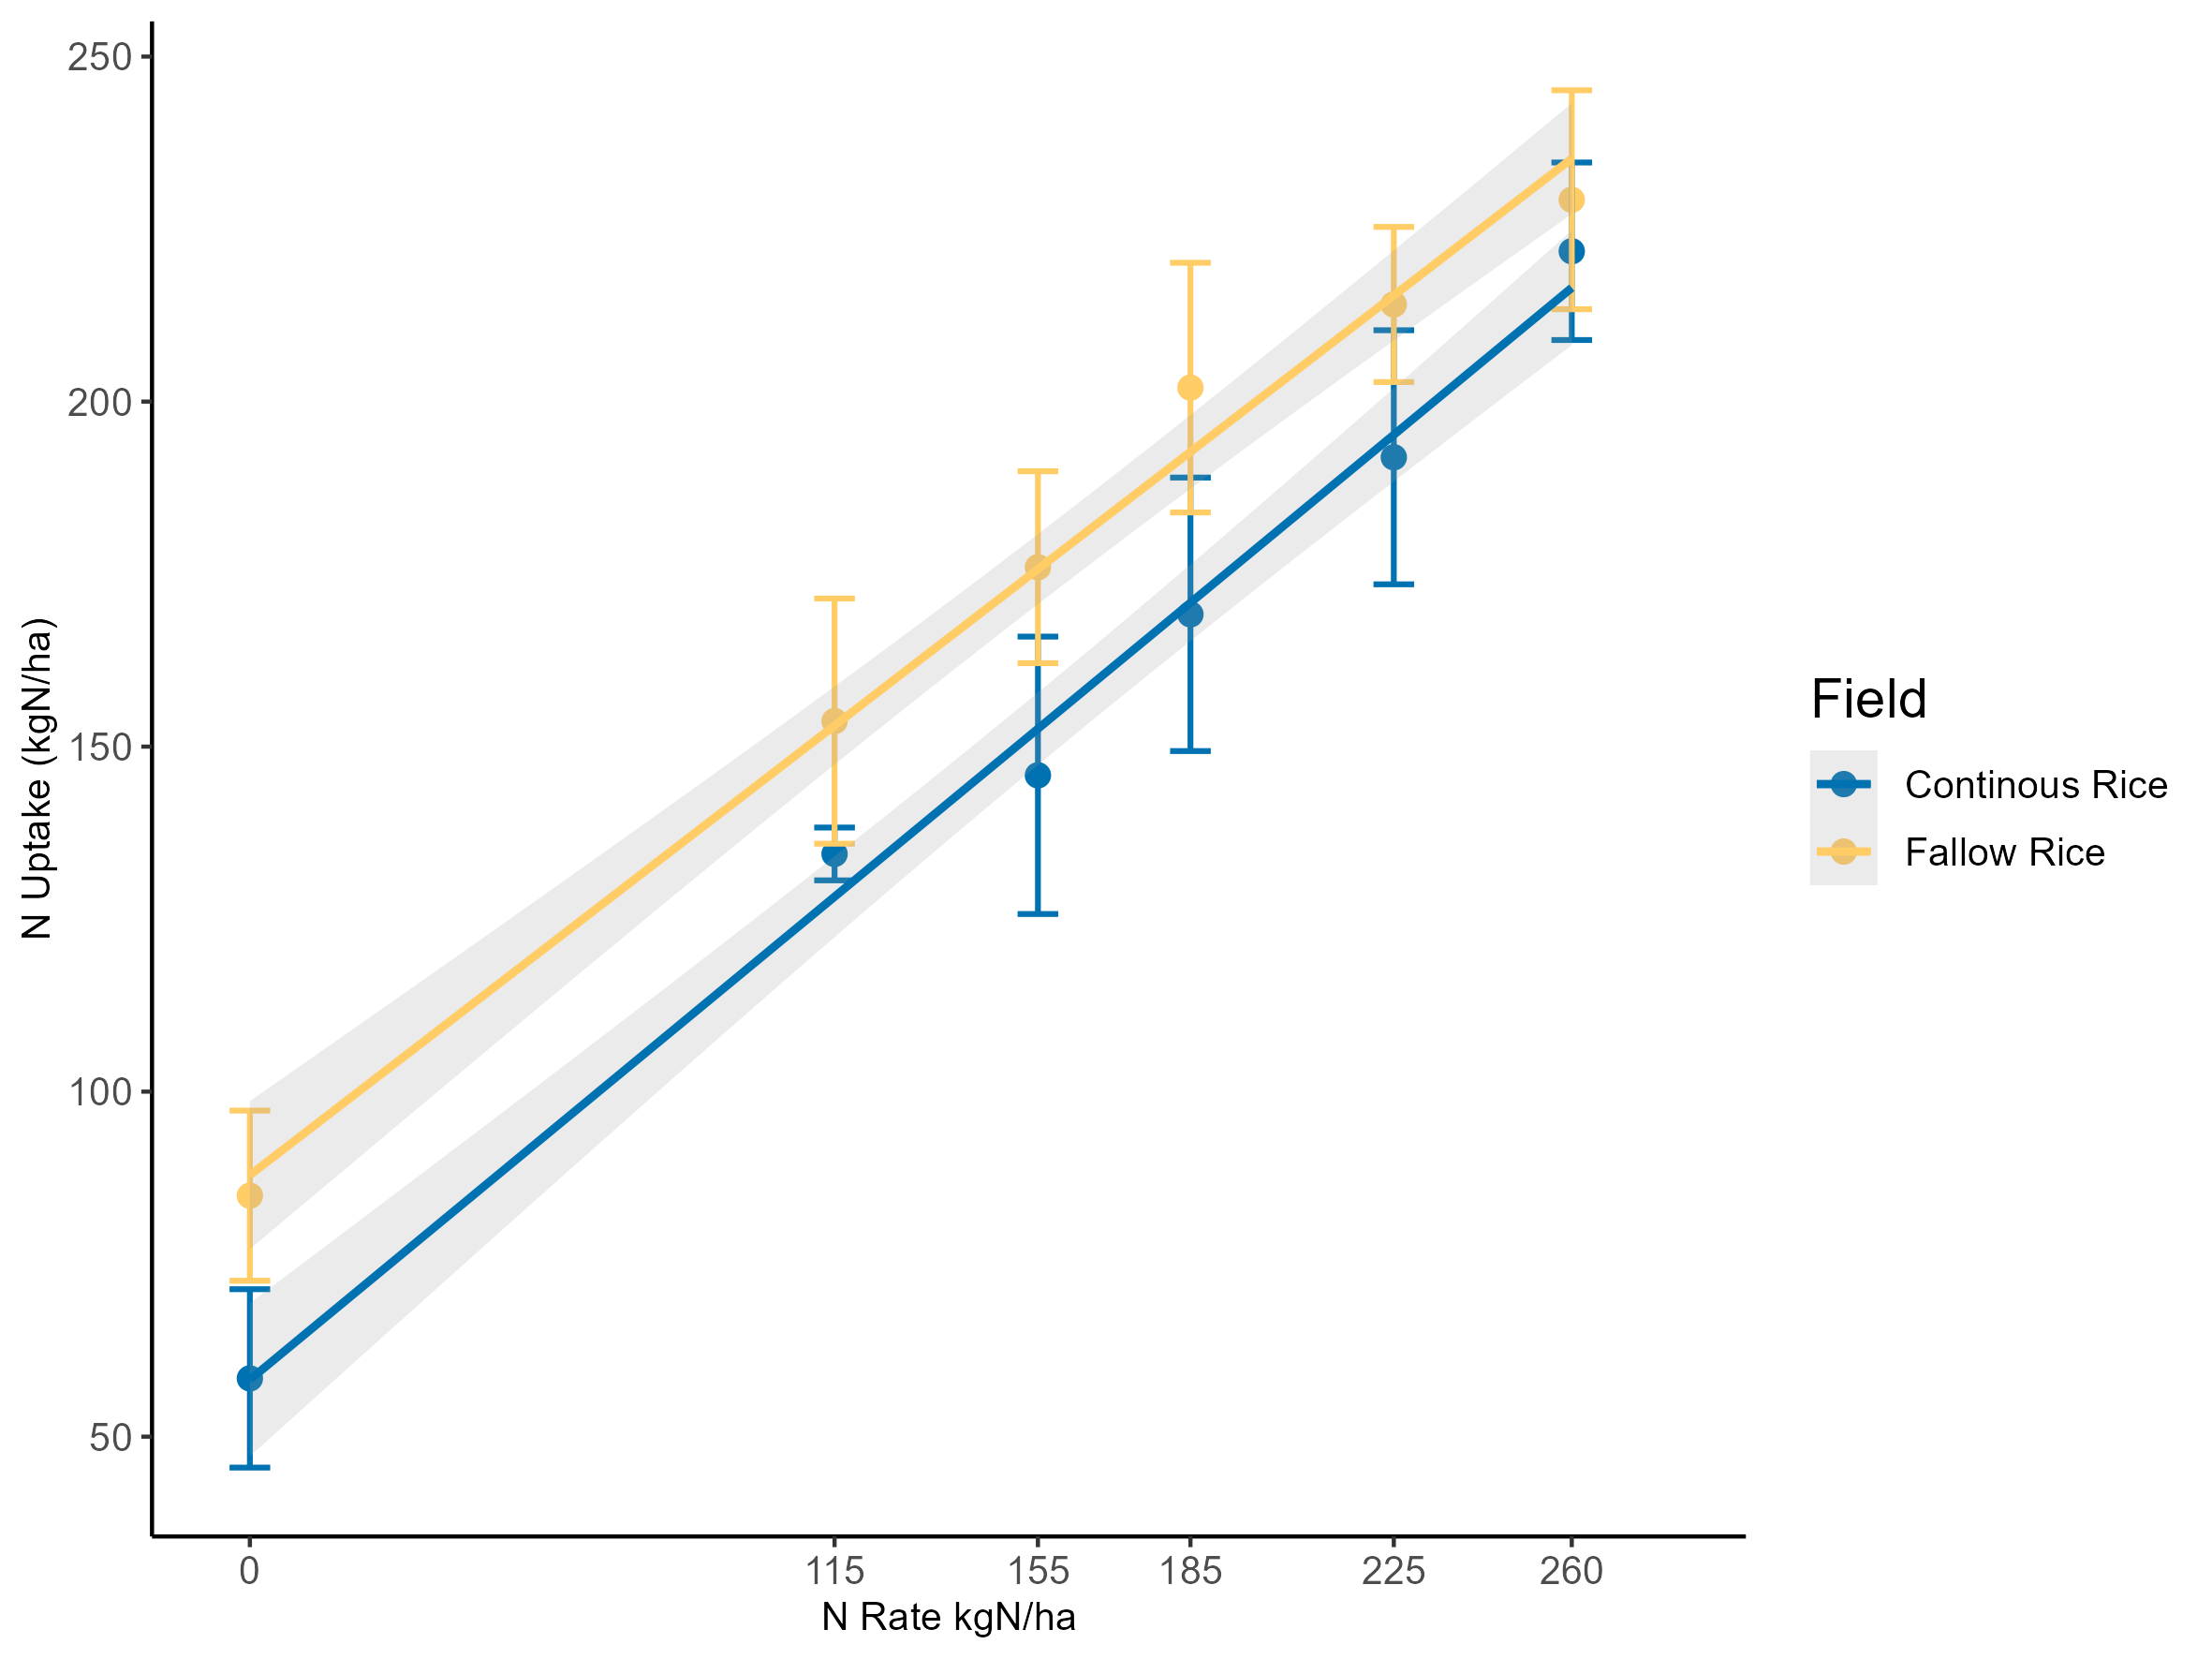 250
200
150
100
50
N Uptake (kgN/ha)
0 115 155 185 225 260
N Rate kgN/ha
Field
Continous Rice
Fallow Rice